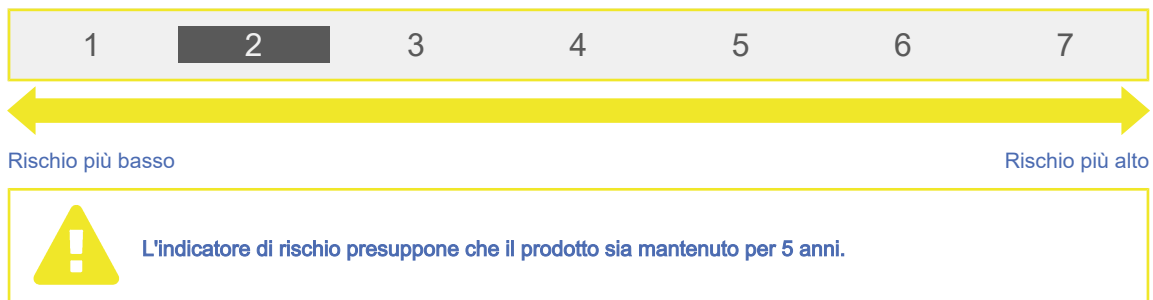 1 2 3 4 5 6 7
Rischio più basso Rischio più alto
L'indicatore di rischio presuppone che il prodotto sia mantenuto per 5 anni.